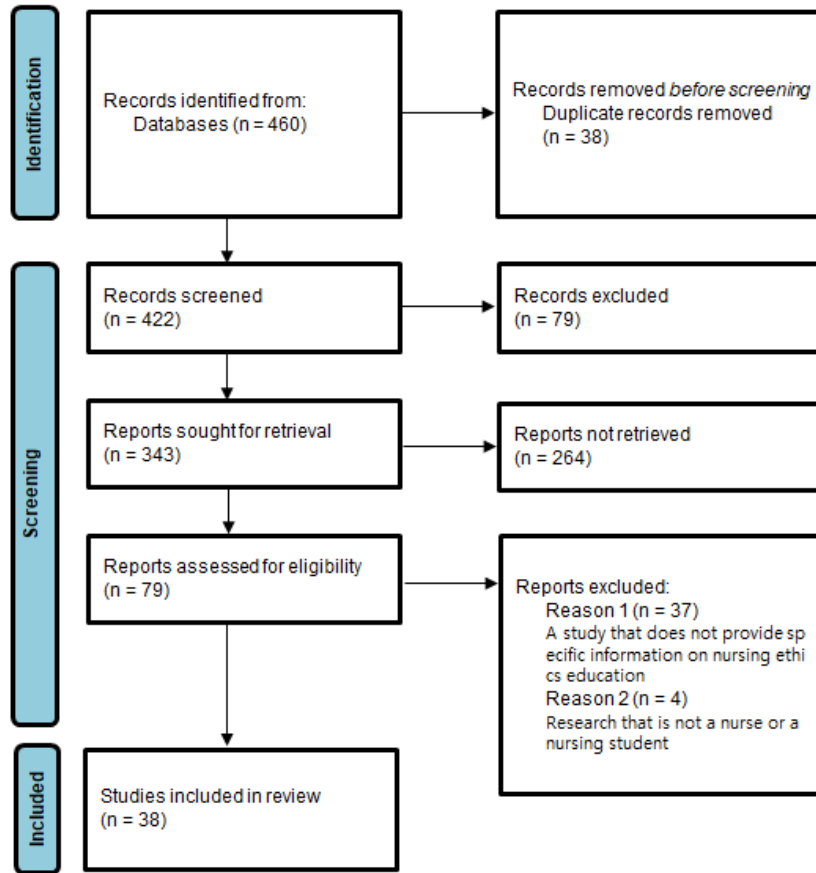 Identification
Records identified from:
Databases (n = 460)
Records removed before screening
Duplicate records removed
(n = 38)
Screening
Records screened
(n = 422)
Records excluded
(n = 79)
Reports sought for retrieval
(n = 343)
Reports not retrieved
(n = 264)
Reports assessed for eligibility
(n = 79)
Reports excluded:
Reason 1 (n = 37)
A study that does not provide sp
ecific information on nursing ethi
cs education
Reason 2 (n = 4)
Research that is not a nurse or a
nursing student
Included
Studies included in review
(n = 38)